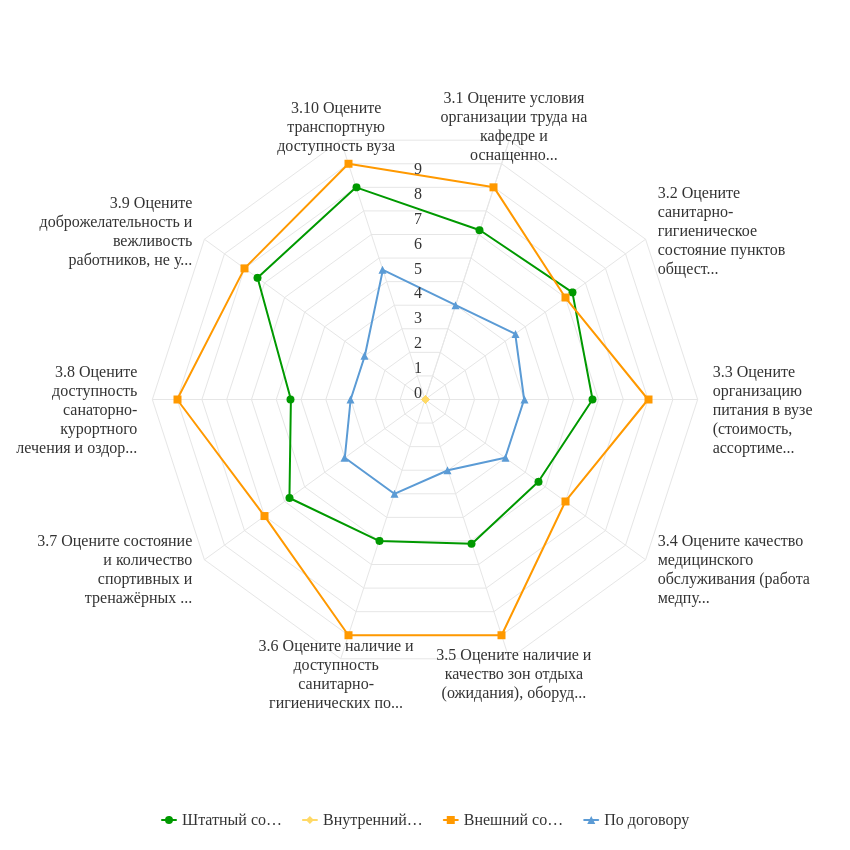 3.10 Оцените
транспортную
доступность вуза
3.1 Оцените условия
организации труда на
кафедре и
оснащенно...
3.2 Оцените
санитарно-
гигиеническое
состояние пунктов
общест...
3.3 Оцените
организацию
питания в вузе
(стоимость,
ассортиме...
3.4 Оцените качество
медицинского
обслуживания (работа
медпу...
3.5 Оцените наличие и
качество зон отдыха
(ожидания), оборуд...
3.6 Оцените наличие и
доступность
санитарно-
гигиенических по...
3.7 Оцените состояние
и количество
спортивных и
тренажёрных ...
3.8 Оцените
доступность
санаторно-
курортного
лечения и оздор...
3.9 Оцените
доброжелательность и
вежливость
работников, не у...
9
8
7
6
5
4
3
2
1
0
Штатный со… Внутренний… Внешний со… По договору